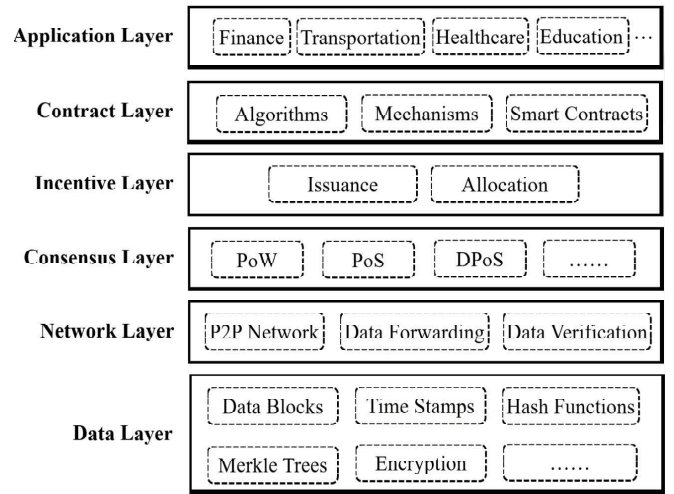 Application Layer Finance Transportation Healthcare Education ...
Contract Layer Algorithms Mechanisms Smart Contracts
Incentive Layer Issuance Allocation
Consensus Layer PoW PoS DPoS ......
Network Layer P2P Network Data Forwarding Data Verification
Data Blocks Time Stamps Hash Functions
Data Layer
Merkle Trees Encryption ......